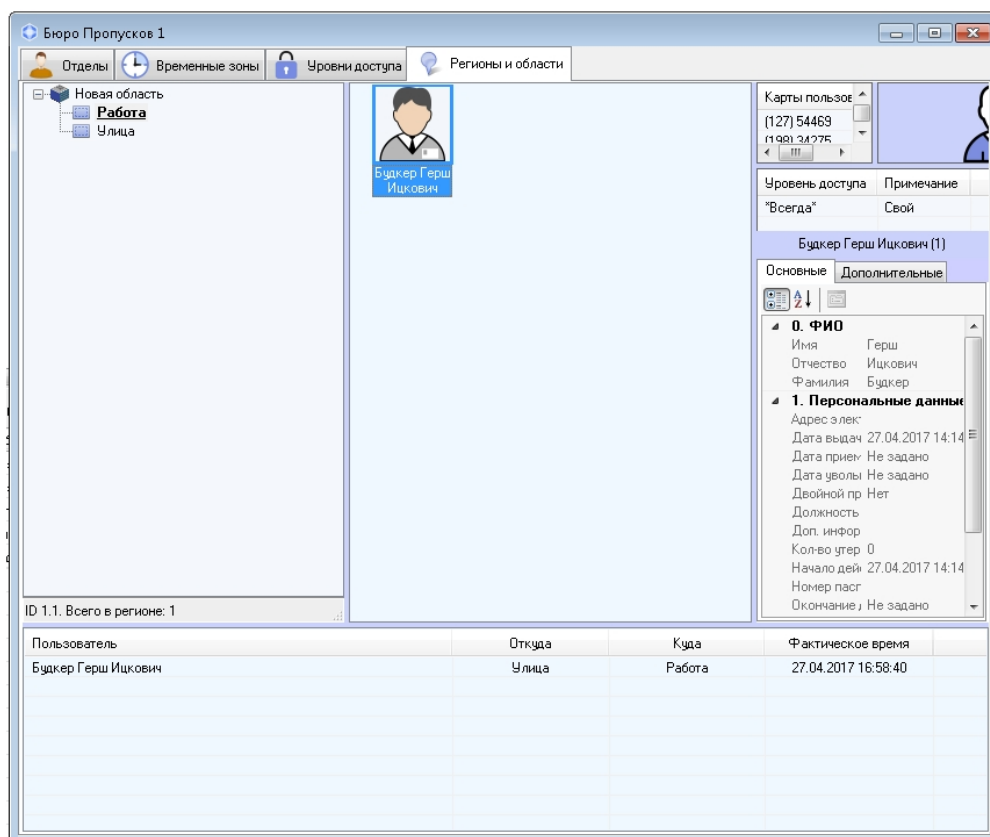 Бюро Пропусков 1
Отделы Временные зоны Уровни доступа Регионы и области
Новая область
Работа
Улица
Будкер Герш
Ицкович
ID 1.1. Всего в регионе: 1
Карты пользов
(127) 54469
(198) 34275
Уровень доступа Примечание
*Всегда* Свой
Будкер Герш Ицкович (1)
Основные Дополнительные
0. ФИО
Имя Герш
Отчество Ицкович
Фамилия Будкер
1. Персональные данные
Адрес элек
Дата выдач 27.04.2017 14:14
Дата прием Не задано
Дата уволы Не задано
Двойной пр Нет
Должность
Доп. инфор
Кол-во утер 0
Начало дей 27.04.2017 14:14
Номер пасп
Окончание Не задано
Пользователь Откуда Куда Фактическое время
Будкер Герш Ицкович Улица Работа 27.04.2017 16:58:40